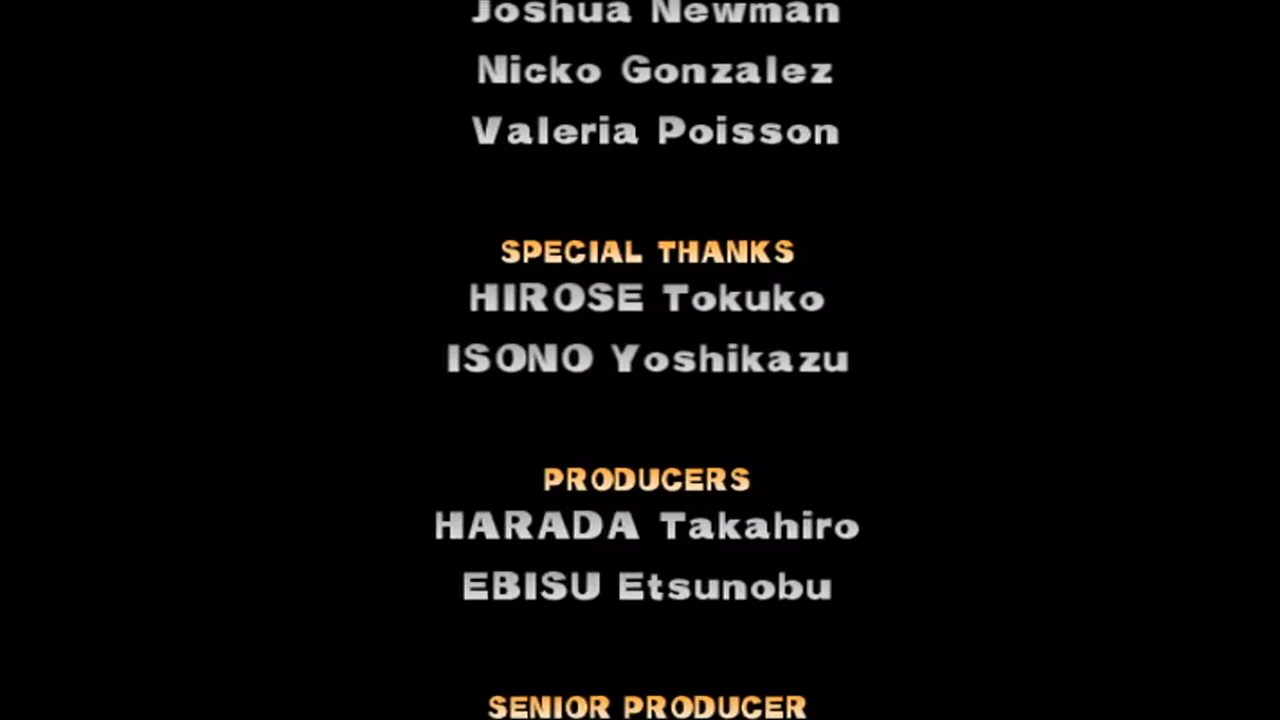 Joshua Newman
Nicko Gonzalez
Valeria Poisson
SPECIAL THANKS
HIROSE Tokuko
ISONO Yoshikazu
PRODUCERS
HARADA Takahiro
EBISU Etsunobu
SENIOR PRODUCER